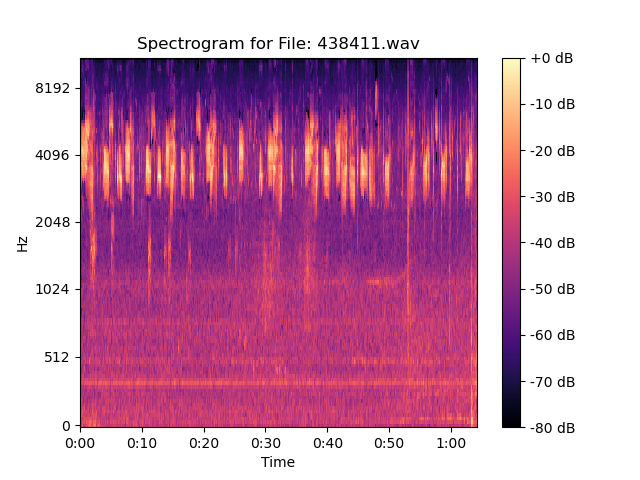 Spectrogram for File: 438411.wav
+0 dB
8192
-10 dB
4096
-20 dB
-30 dB
2048
-40 dB
Hz
1024
-50 dB
512
-60 dB
-70 dB
0
-80 dB
0:00 0:10 0:20 0:30 0:40 0:50 1:00
Time